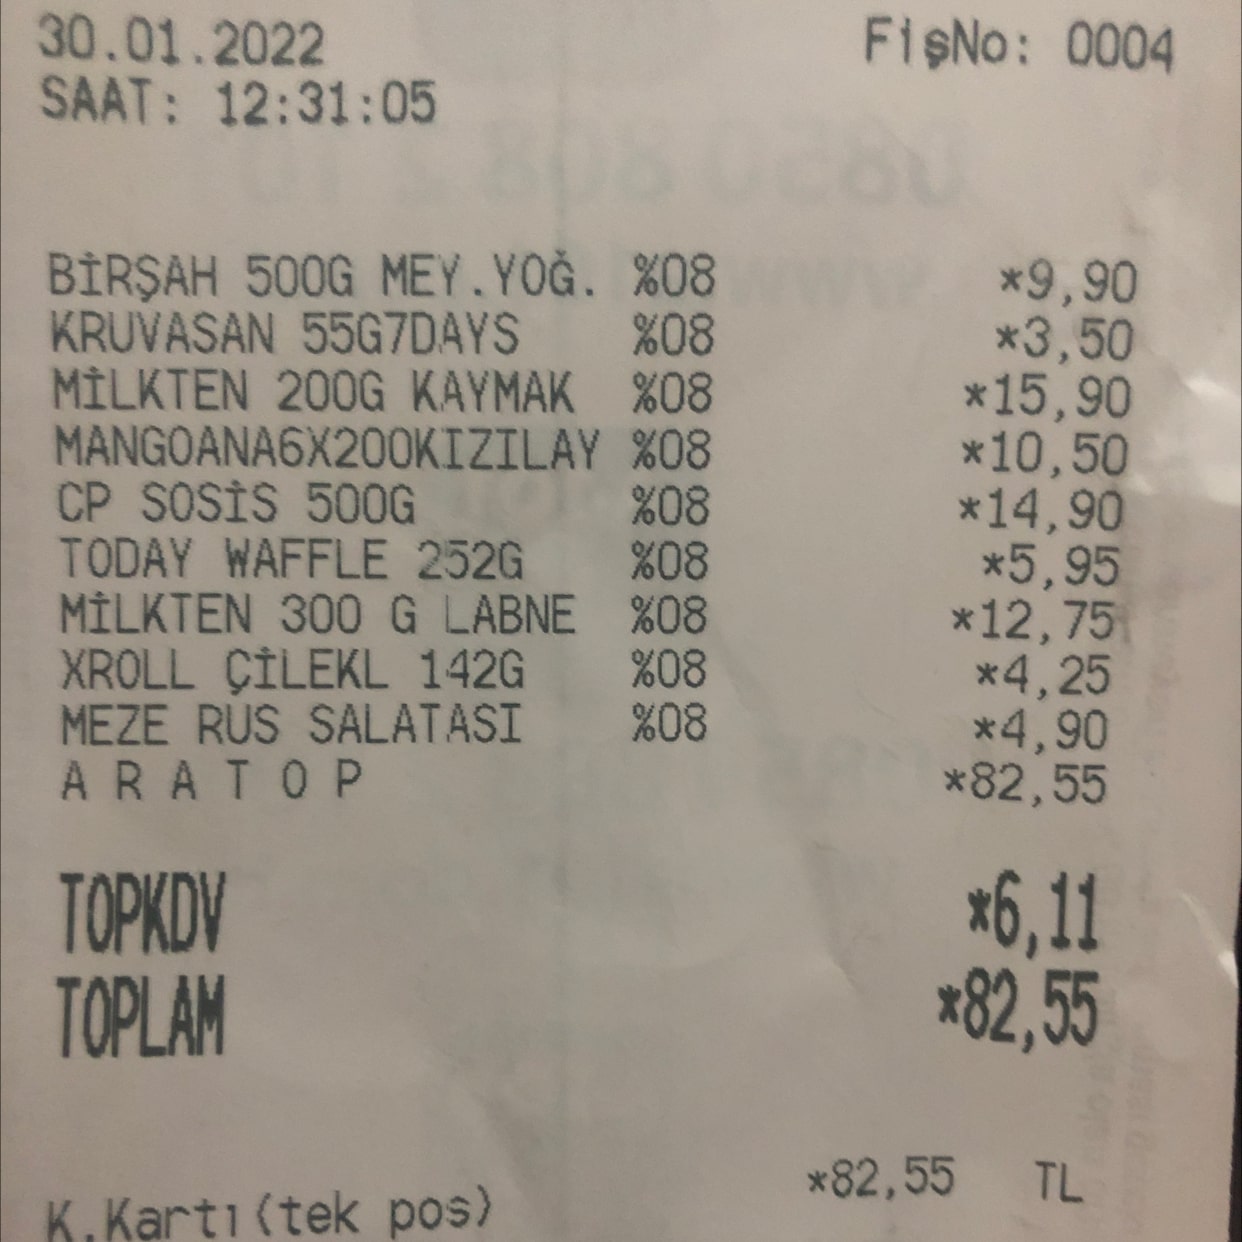 30.01.2022 FişNo: 0004
SAAT: 12:31:05
BİRŞAH 500G MEY.YOĞ. %08 *9,90
KRUVASAN 55G7DAYS %08 *3,50
MİLKTEN 200G KAYMAK %08 *15,90
MANGOANA6X200KIZILAY %08 *10,50
CP SOSİS 500G %08 *14,90
TODAY WAFFLE 252G %08 *5,95
MİLKTEN 300 G LABNE %08 *12,75
XROLL ÇİLEKL 142G %08 *4,25
MEZE RUS SALATASI %08 *4,90
A R A T O P *82,55
TOPKDV *6,11
TOPLAM *82,55
K.Kartı(tek pos) *82,55 TL